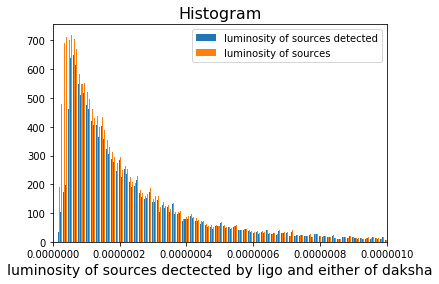 Histogram
luminosity of sources detected
luminosity of sources
700
600
500
400
300
200
100
0
0.0000000 0.0000002 0.0000004 0.0000006 0.0000008 0.0000010
luminosity of sources dectected by ligo and either of daksha